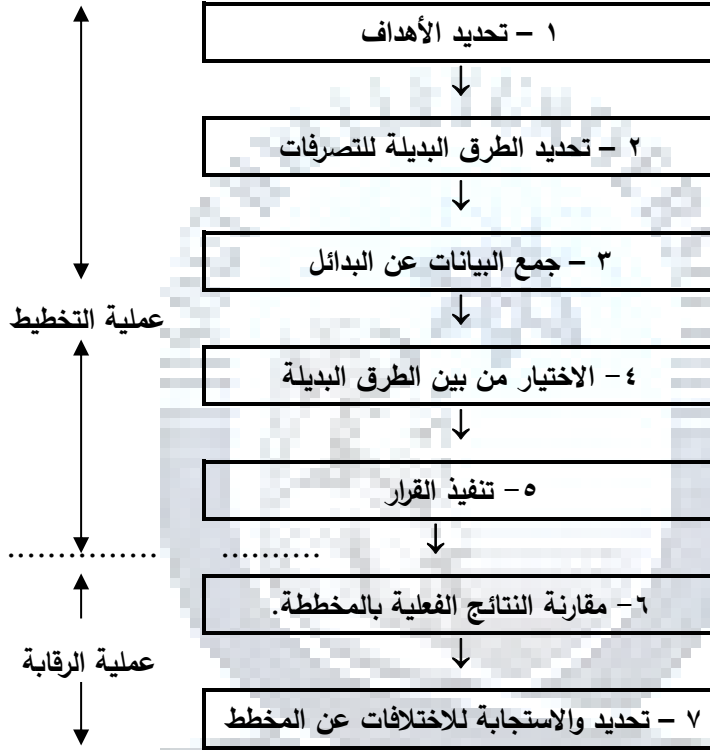 ١ – تحديد الأهداف
٢ – تحديد الطرق البديلة للتصرفات
٣ – جمع البيانات عن البدائل
عملية التخطيط
٤- الاختيار من بين الطرق البديلة
٥- تنفيذ القرار
............... ..........
٦- مقارنة النتائج الفعلية بالمخططة.
عملية الرقابة
٧ – تحديد والاستجابة للاختلافات عن المخطط